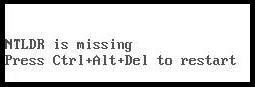 NTLDR is missing
Press Ctrl+Alt+Del to restart